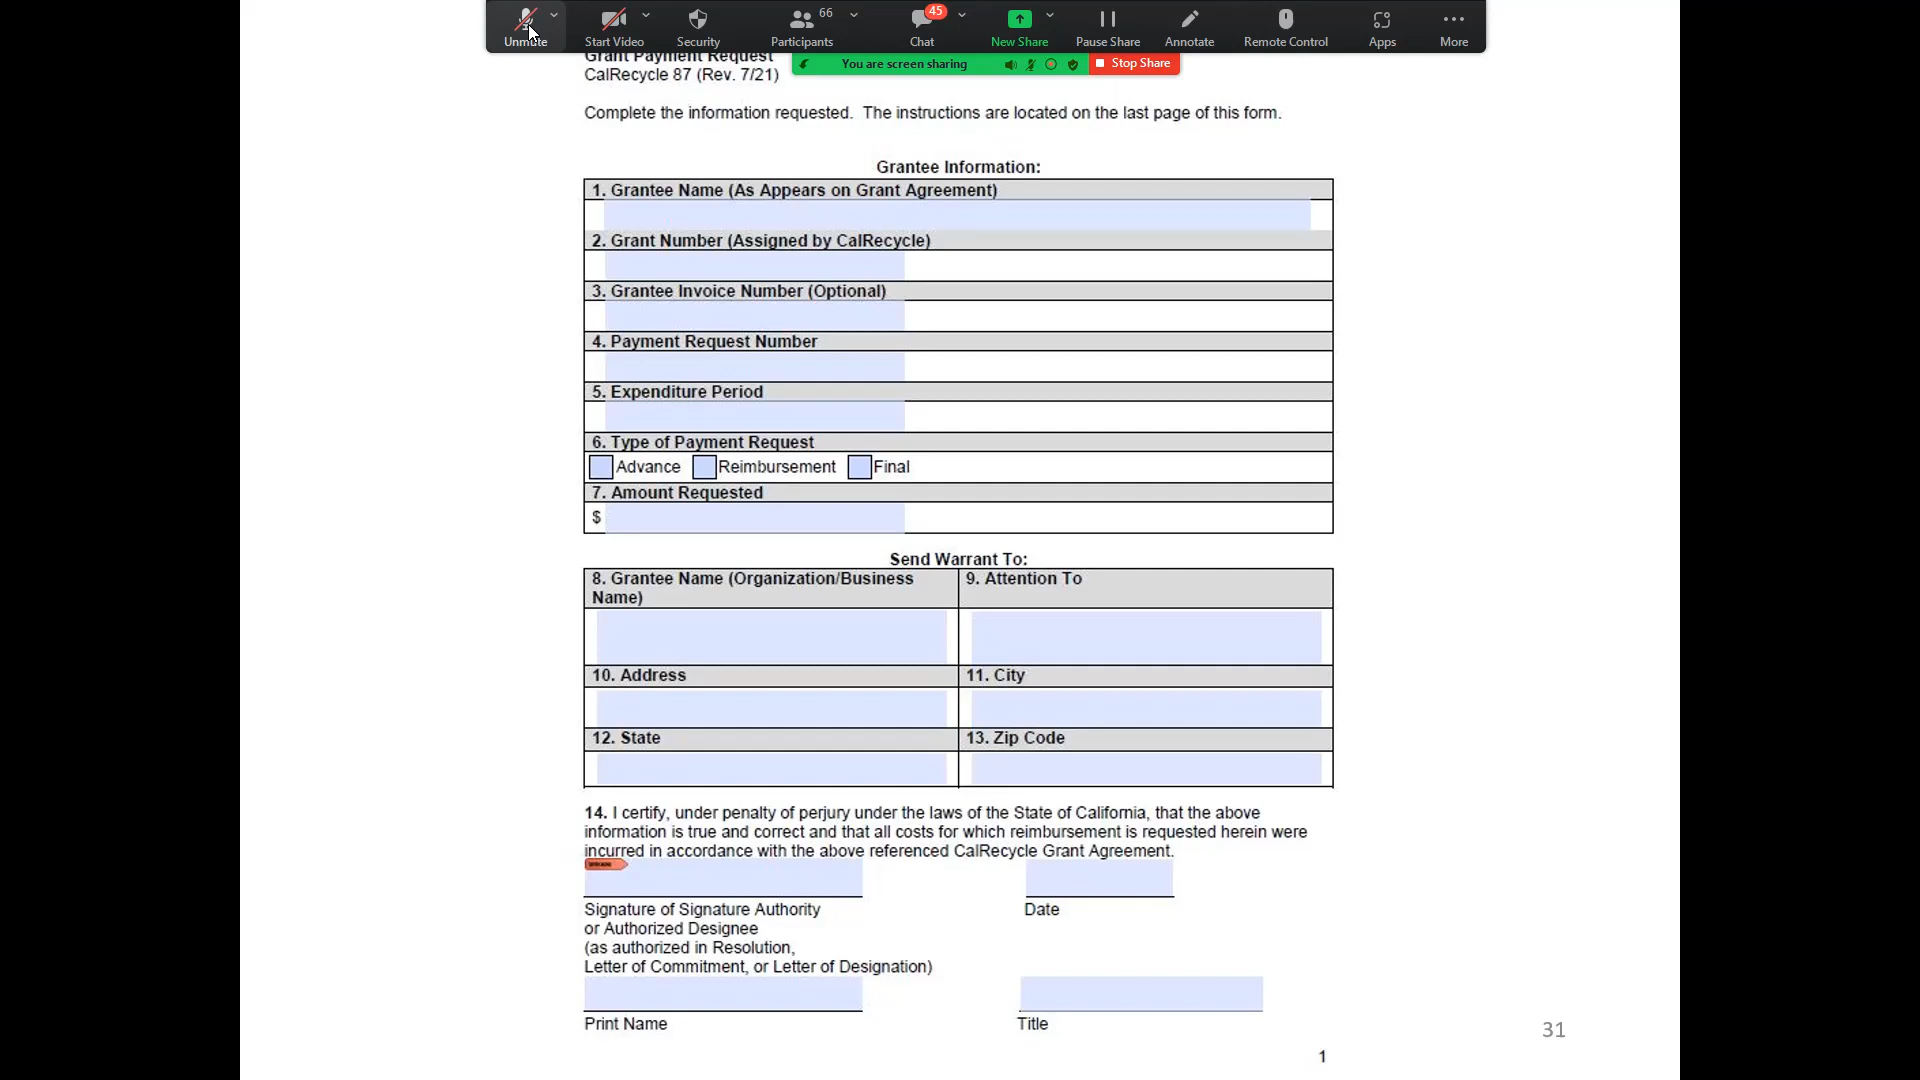 66
45
Unmute
Start Video
Security
Participants
Chat
New Share
Pause Share
Annotate
Remote Control
Apps
More
You are screen sharing
Stop Share
Grant Payment Request
CalRecycle 87 (Rev. 7/21)
Complete the information requested.  The instructions are located on the last page of this form.
Grantee Information:
1. Grantee Name (As Appears on Grant Agreement)
2. Grant Number (Assigned by CalRecycle)
3. Grantee Invoice Number (Optional)
4. Payment Request Number
5. Expenditure Period
6. Type of Payment Request
Advance Reimbursement Final
7. Amount Requested
$
Send Warrant To:
8. Grantee Name (Organization/Business
Name)
9. Attention To
10. Address
11. City
12. State
13. Zip Code
14. I certify, under penalty of perjury under the laws of the State of California, that the above
information is true and correct and that all costs for which reimbursement is requested herein were
incurred in accordance with the above referenced CalRecycle Grant Agreement.
Signature of Signature Authority
or Authorized Designee
(as authorized in Resolution,
Letter of Commitment, or Letter of Designation)
Date
Print Name
Title
31
1